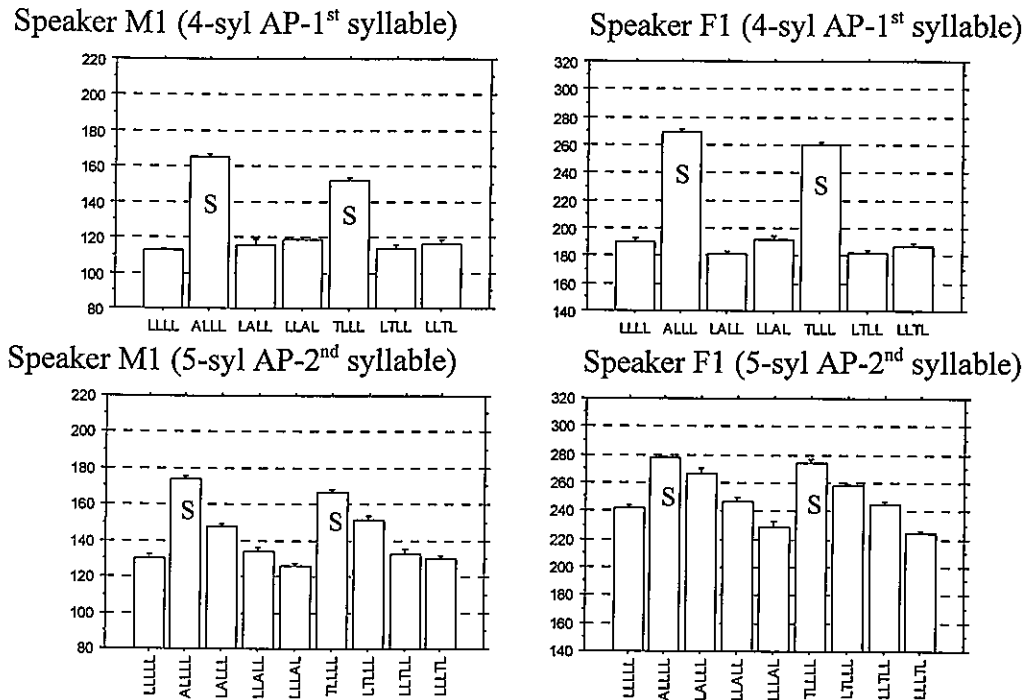 Speaker M1 (4-syl AP-1st syllable)
220
200
180
160
140
120
100
80
S
S
LLLL ALLL LALL LLAL TLLL LTLL LLTL
Speaker F1 (4-syl AP-1st syllable)
320
300
280
260
240
220
200
180
160
140
S
S
LLLL ALLL LALL LLAL TLLL LTLL LLTL
Speaker M1 (5-syl AP-2nd syllable)
220
200
180
160
140
120
100
80
S
S
LLLLL ALLLL LALLL LLALL LLLAL TLLLL LTLLL LLTLL LLLTL
Speaker F1 (5-syl AP-2nd syllable)
320
300
280
260
240
220
200
180
160
140
S
S
LLLLL ALLLL LALLL LLALL LLLAL TLLLL LTLLL LLTLL LLLTL